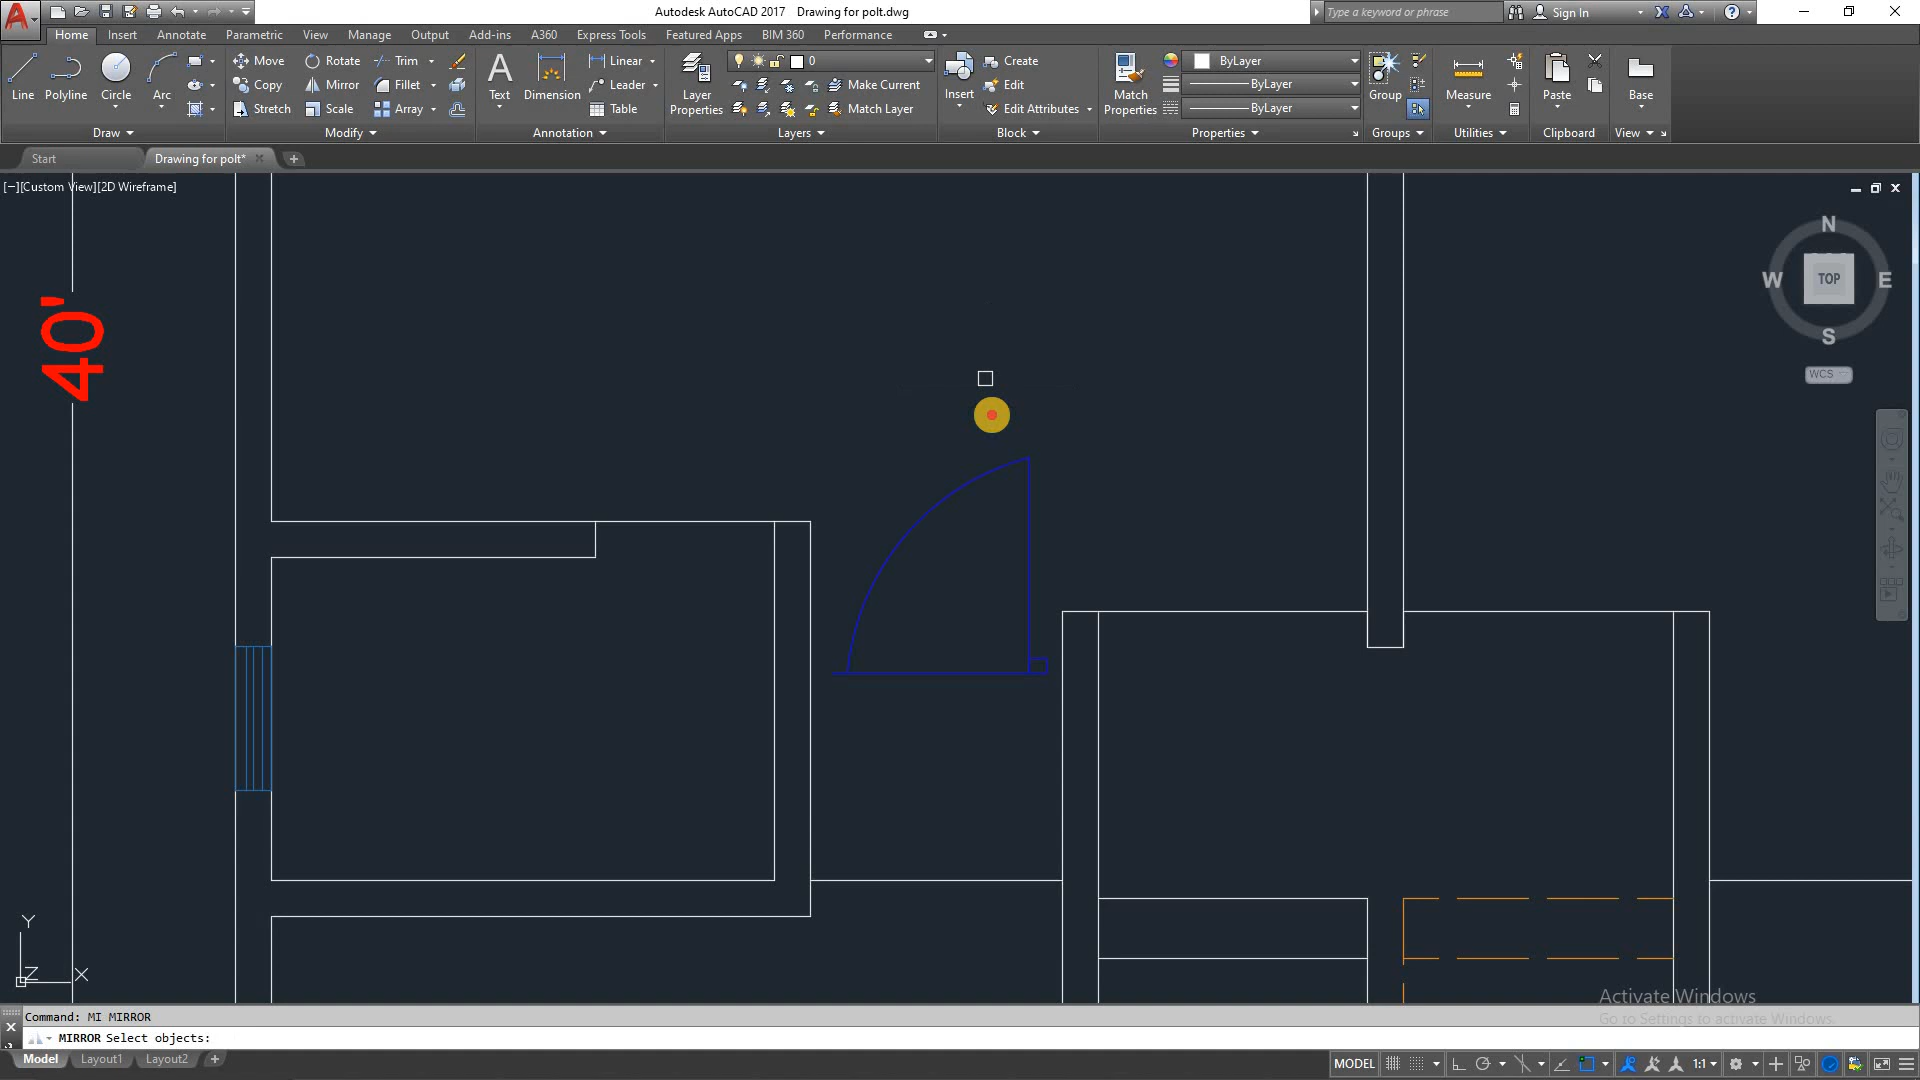 Autodesk AutoCAD 2017 Drawing for polt.dwg
Type a keyword or phrase
Sign In
Home Insert Annotate Parametric View Manage Output Add-ins A360 Express Tools Featured Apps BIM 360 Performance
Line Polyline Circle Arc
Move Rotate Trim
Copy Mirror Fillet
Stretch Scale Array
Text Dimension
Linear
Leader
Table
Layer Properties
0
Make Current
Match Layer
Insert
Create
Edit
Edit Attributes
Match Properties
ByLayer
ByLayer
ByLayer
Group
Measure
Paste
Base
Draw Modify Annotation Layers Block Properties Groups Utilities Clipboard View
Start Drawing for polt*
[−][Custom View][2D Wireframe]
N
W TOP E
S
WCS
40'
Y
Z X
Activate Windows
Go to Settings to activate Windows.
Command: MI MIRROR
MIRROR Select objects:
Model Layout1 Layout2
MODEL 1:1